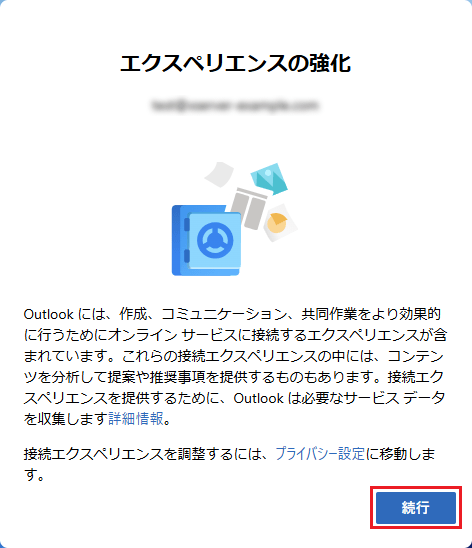 エクスペリエンスの強化
Outlook には、作成、コミュニケーション、共同作業をより効果的
に行うためにオンライン サービスに接続するエクスペリエンスが含
まれています。これらの接続エクスペリエンスの中には、コンテン
ツを分析して提案や推奨事項を提供するものもあります。接続エク
スペリエンスを提供するために、Outlook は必要なサービス データ
を収集します詳細情報。
接続エクスペリエンスを調整するには、プライバシー設定に移動しま
す。
続行